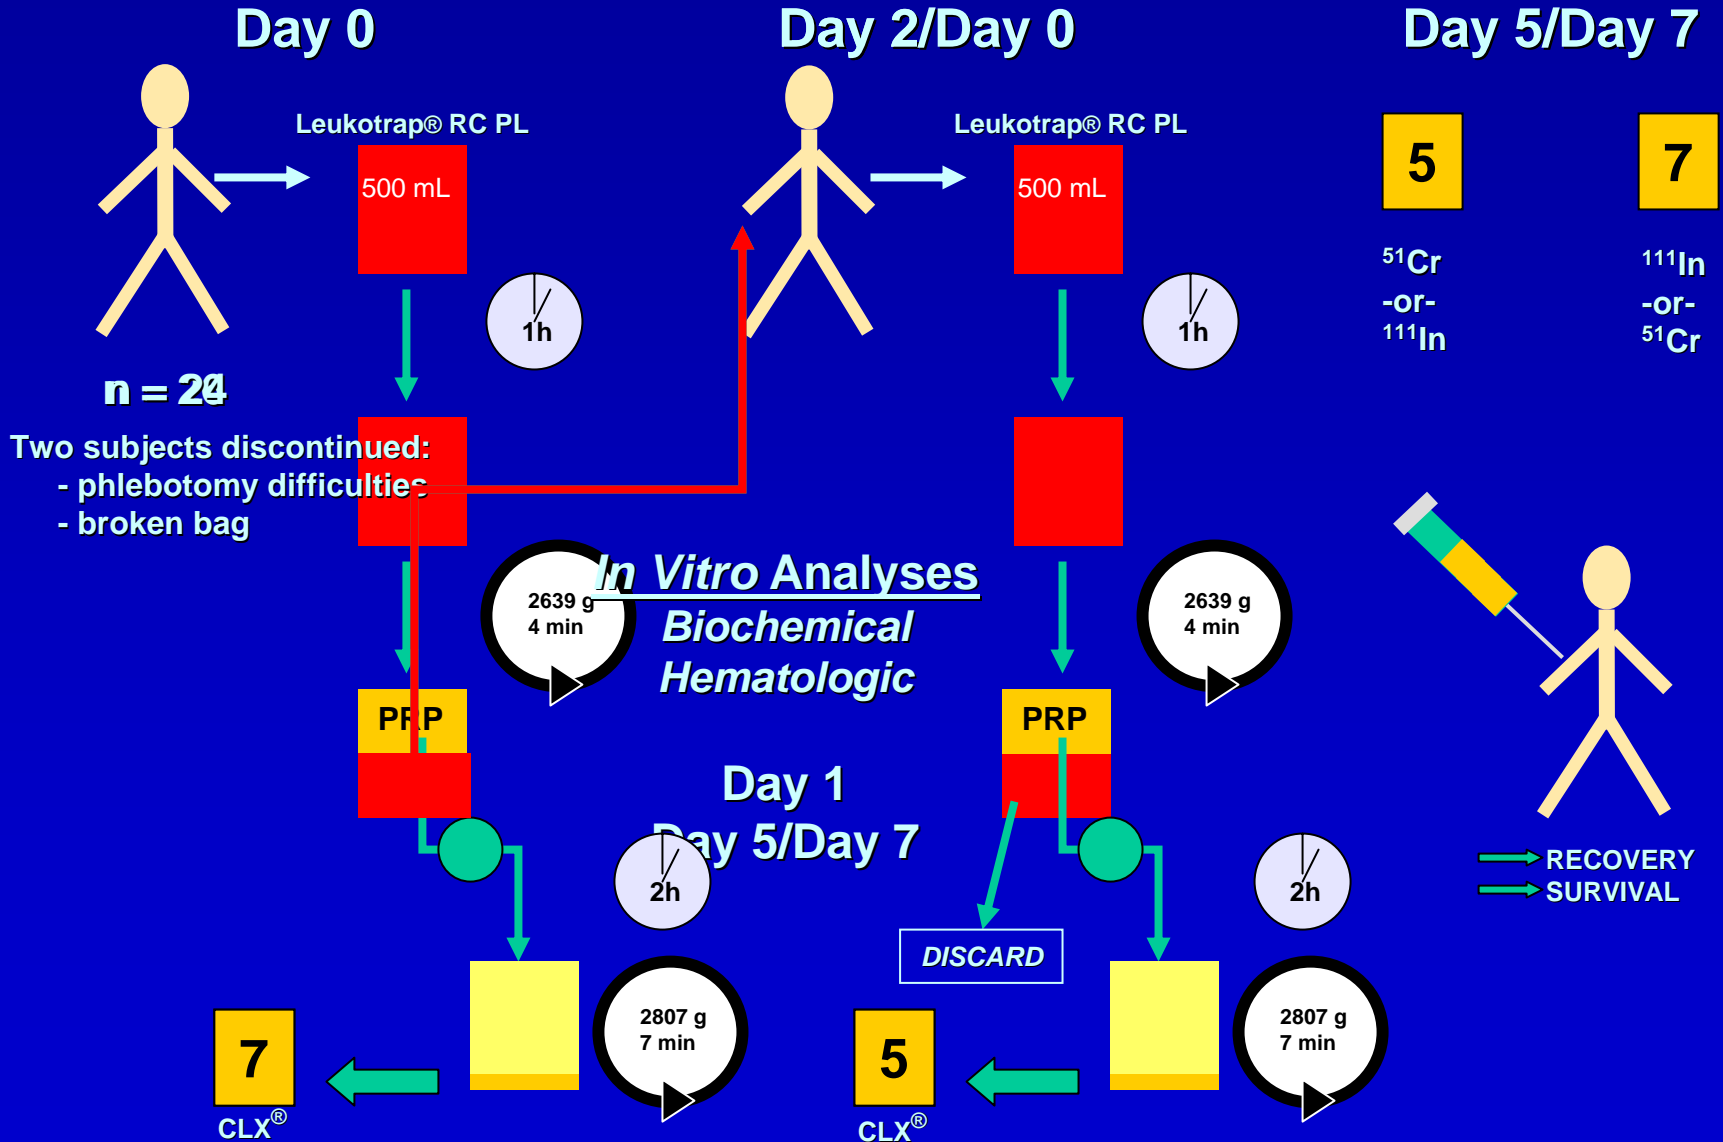 Day 0
Day 2/Day 0
Day 5/Day 7
Leukotrap® RC PL
500 mL
1h
Leukotrap® RC PL
500 mL
1h
5
7
⁵¹Cr
-or-
¹¹¹In
¹¹¹In
-or-
⁵¹Cr
n =
Two subjects discontinued:
- phlebotomy difficulties
- broken bag
2639 g
4 min
In Vitro Analyses
Biochemical
Hematologic
2639 g
4 min
PRP
PRP
Day 1
Day 5/Day 7
2h
2h
RECOVERY
SURVIVAL
DISCARD
2807 g
7 min
2807 g
7 min
7
CLX®
5
CLX®